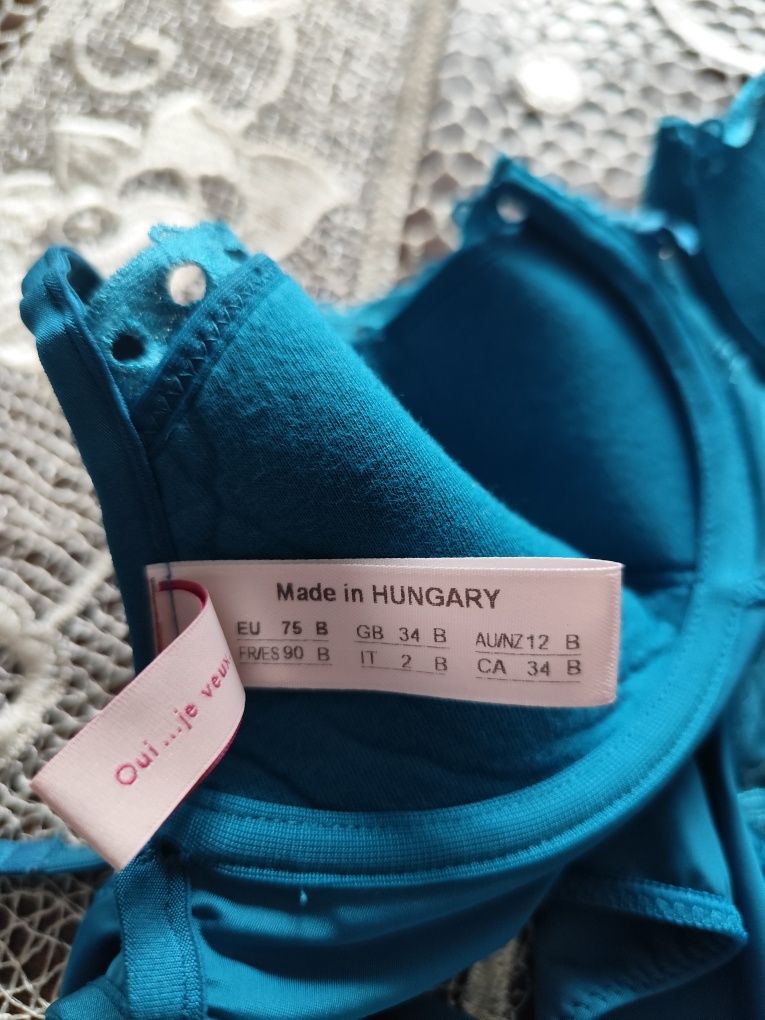 Made in HUNGARY
EU 75 B GB 34 B AU/NZ 12 B
FR/ES 90 B IT 2 B CA 34 B
Oui...je veux